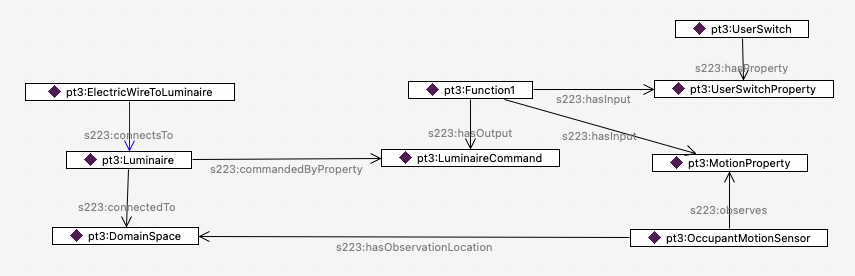 pt3:UserSwitch
s223:hasProperty
pt3:ElectricWireToLuminaire
pt3:Function1
pt3:UserSwitchProperty
s223:hasInput
s223:connectsTo
s223:hasOutput
s223:hasInput
pt3:Luminaire
pt3:LuminaireCommand
pt3:MotionProperty
s223:commandedByProperty
s223:connectedTo
s223:observes
pt3:DomainSpace
pt3:OccupantMotionSensor
s223:hasObservationLocation